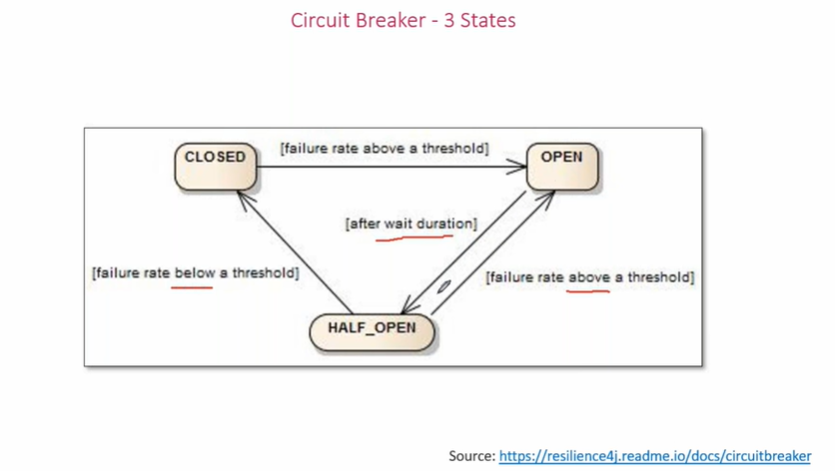 Circuit Breaker - 3 States
CLOSED
[failure rate above a threshold]
OPEN
[after wait duration]
[failure rate below a threshold]
[failure rate above a threshold]
HALF_OPEN
Source: https://resilience4j.readme.io/docs/circuitbreaker